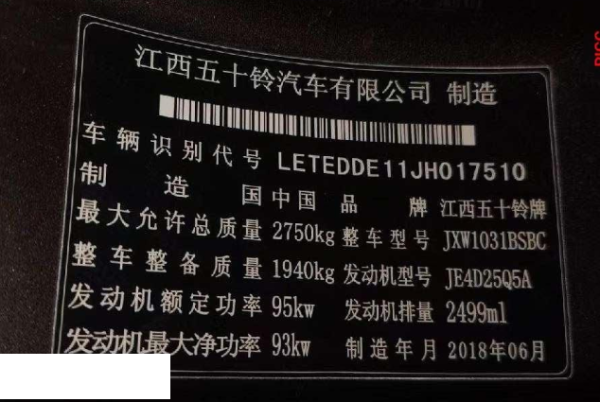 PICC
江西五十铃汽车有限公司 制造
车辆识别代号 LETEDDE11JH017510
制造国 中国 品牌 江西五十铃牌
最大允许总质量 2750kg 整车型号 JXW1031BSBC
整车整备质量 1940kg 发动机型号 JE4D25Q5A
发动机额定功率 95kw 发动机排量 2499ml
发动机最大净功率 93kw 制造年月 2018年06月